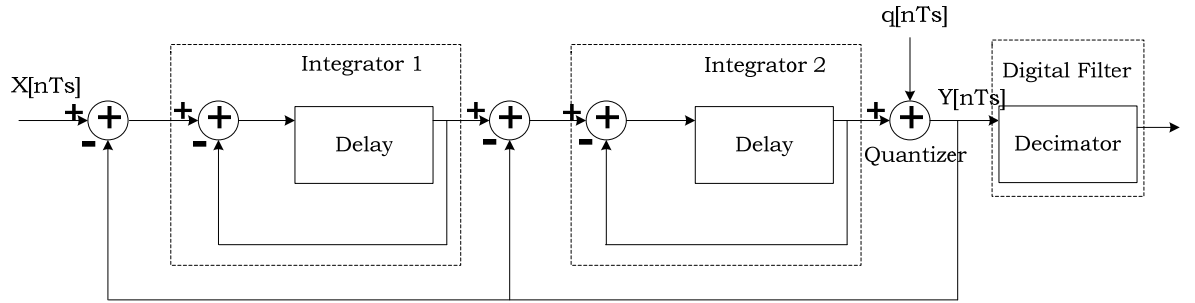 q[nTs]
Integrator 1
Integrator 2
Digital Filter
X[nTs]
Y[nTs]
+
+
-
+
+
-
Delay
+
+
-
+
+
-
Delay
+
+
Quantizer
Decimator